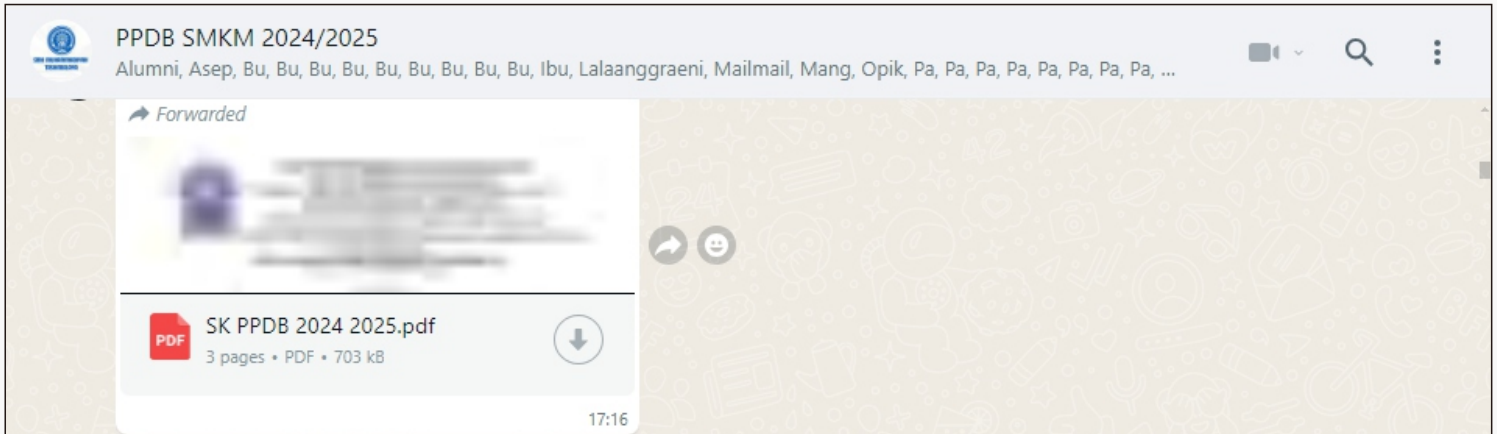 PPDB SMKM 2024/2025
Alumni, Asep, Bu, Bu, Bu, Bu, Bu, Bu, Bu, Bu, Bu, Ibu, Lalaanggraeni, Mailmail, Mang, Opik, Pa, Pa, Pa, Pa, Pa, Pa, Pa, Pa, ...
Forwarded
PDF
SK PPDB 2024 2025.pdf
3 pages • PDF • 703 kB
17:16